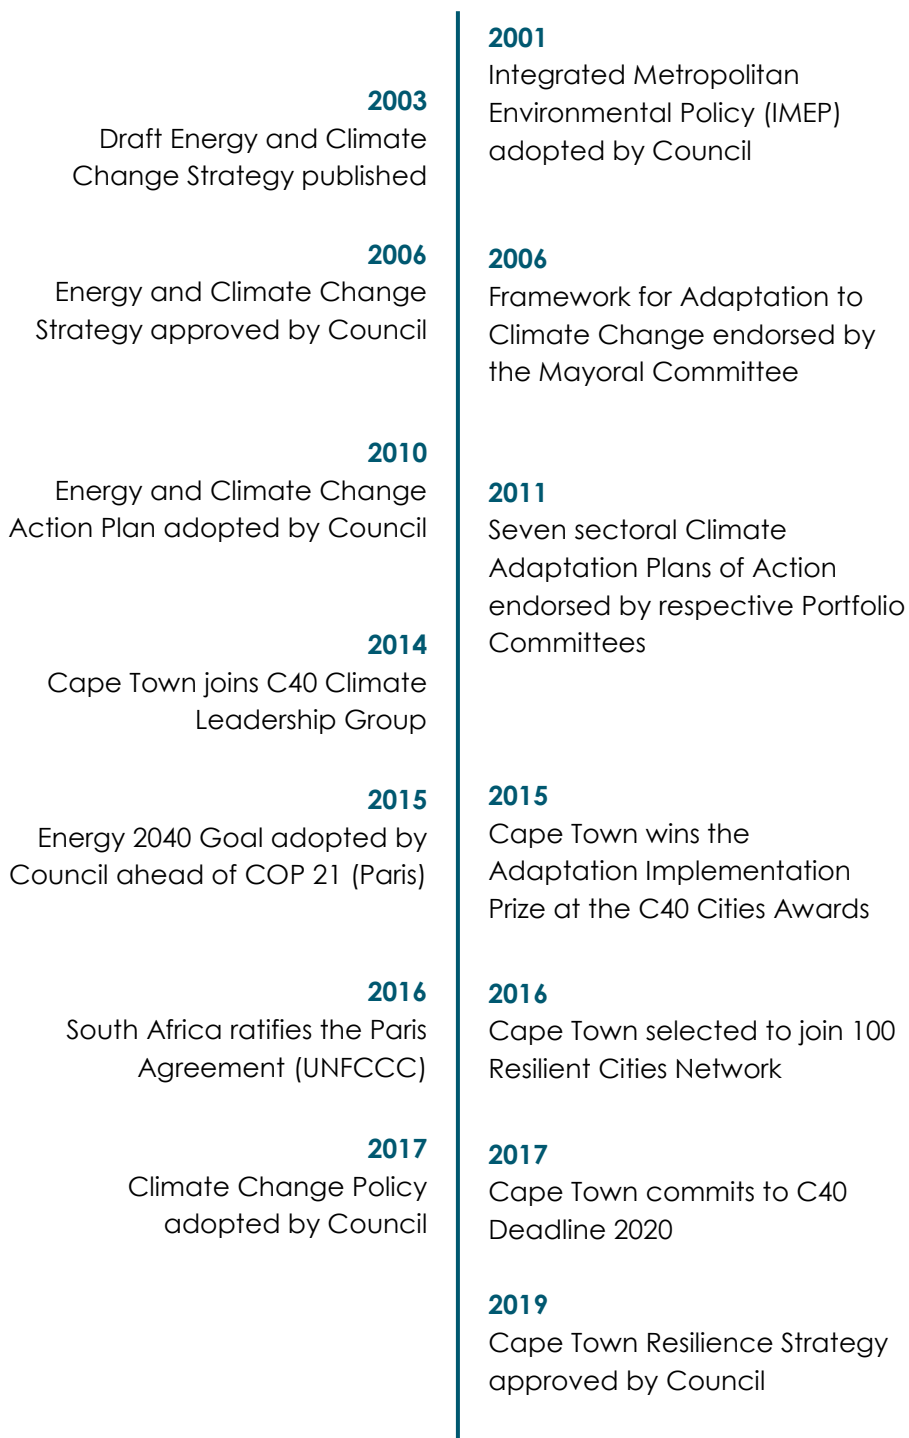 2001
Integrated Metropolitan
Environmental Policy (IMEP)
adopted by Council
2003
Draft Energy and Climate
Change Strategy published
2006
Energy and Climate Change
Strategy approved by Council
2006
Framework for Adaptation to
Climate Change endorsed by
the Mayoral Committee
2010
Energy and Climate Change
Action Plan adopted by Council
2011
Seven sectoral Climate
Adaptation Plans of Action
endorsed by respective Portfolio
Committees
2014
Cape Town joins C40 Climate
Leadership Group
2015
Energy 2040 Goal adopted by
Council ahead of COP 21 (Paris)
2015
Cape Town wins the
Adaptation Implementation
Prize at the C40 Cities Awards
2016
South Africa ratifies the Paris
Agreement (UNFCCC)
2016
Cape Town selected to join 100
Resilient Cities Network
2017
Climate Change Policy
adopted by Council
2017
Cape Town commits to C40
Deadline 2020
2019
Cape Town Resilience Strategy
approved by Council